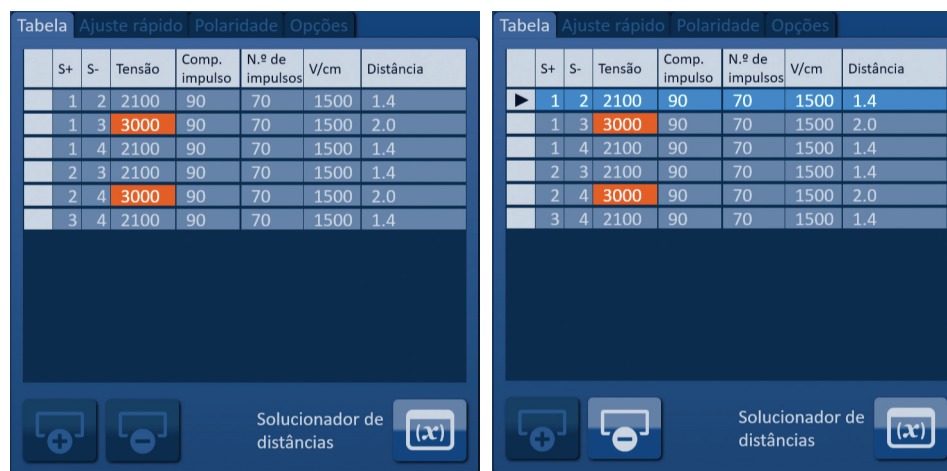 Tabela Ajuste rápido Polaridade Opções
S+ S- Tensão Comp. impulso N.º de impulsos V/cm Distância
1 2 2100 90 70 1500 1.4
1 3 3000 90 70 1500 2.0
1 4 2100 90 70 1500 1.4
2 3 2100 90 70 1500 1.4
2 4 3000 90 70 1500 2.0
3 4 2100 90 70 1500 1.4
Solucionador de
distâncias
(x)
Tabela Ajuste rápido Polaridade Opções
S+ S- Tensão Comp. impulso N.º de impulsos V/cm Distância
1 2 2100 90 70 1500 1.4
1 3 3000 90 70 1500 2.0
1 4 2100 90 70 1500 1.4
2 3 2100 90 70 1500 1.4
2 4 3000 90 70 1500 2.0
3 4 2100 90 70 1500 1.4
Solucionador de
distâncias
(x)